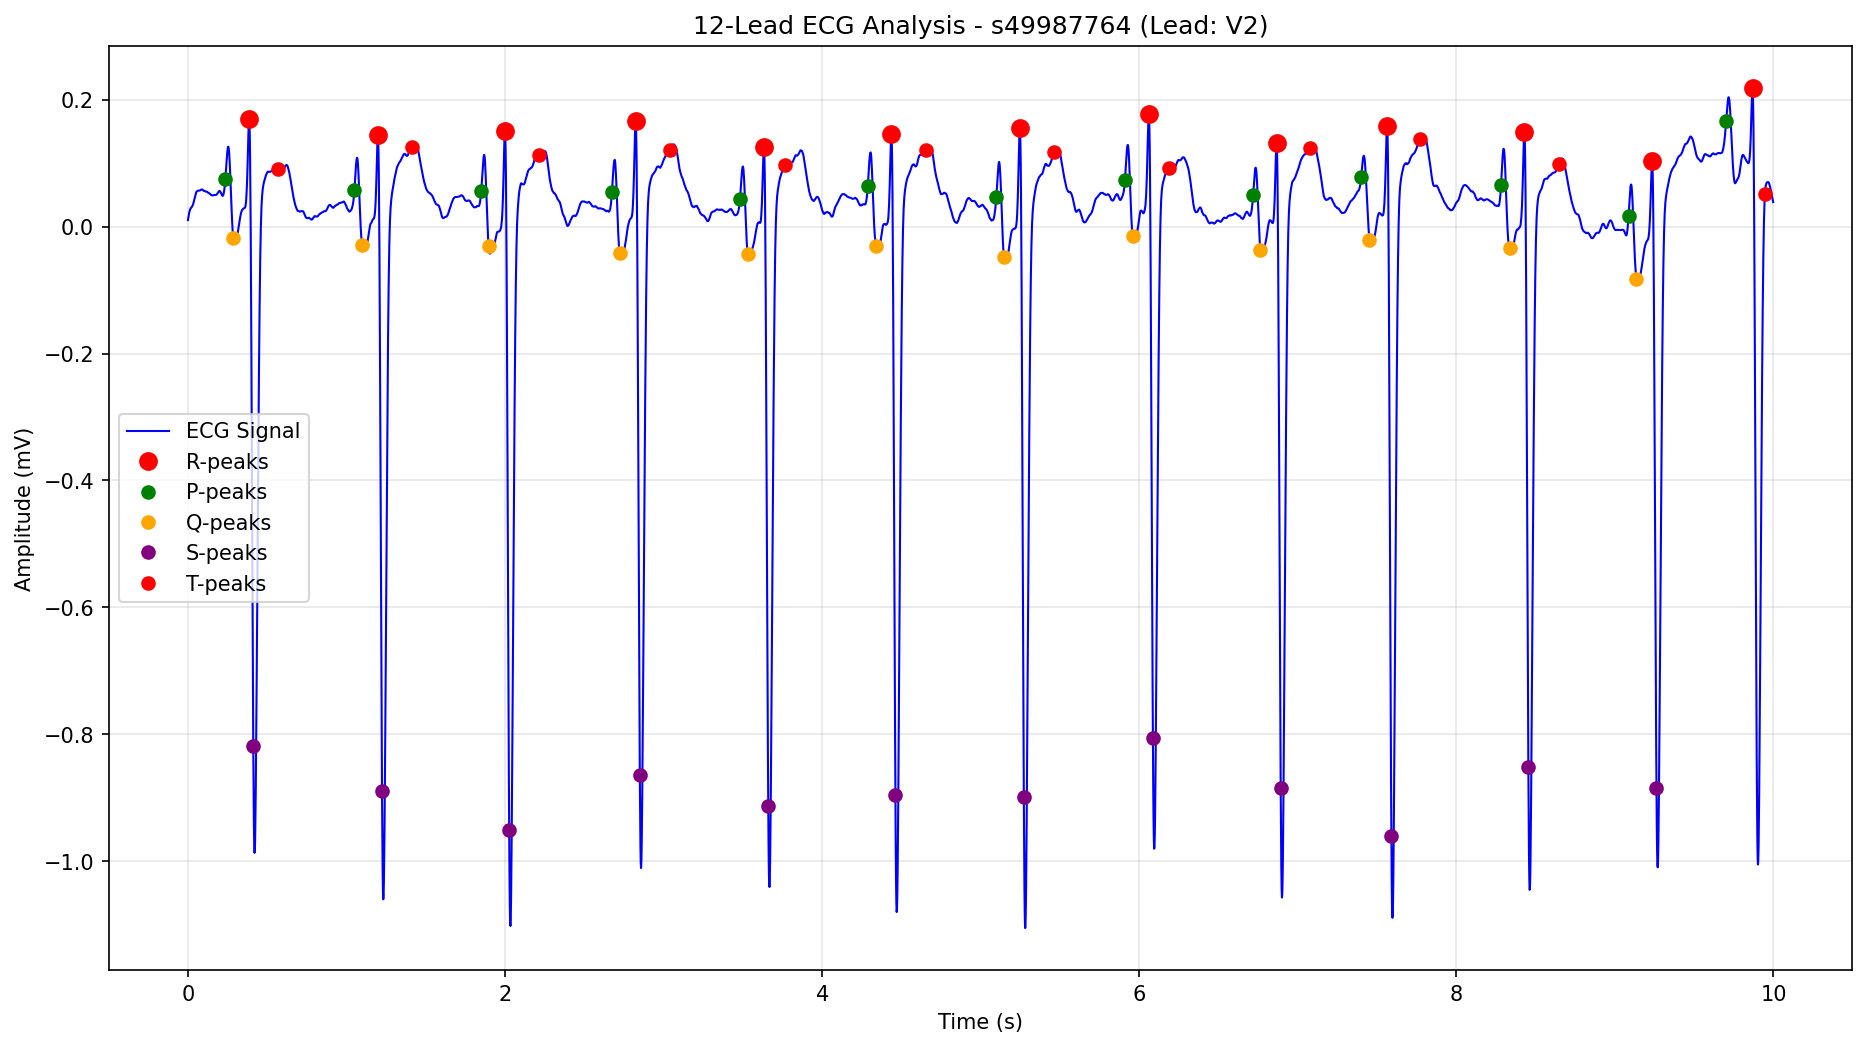 12-Lead ECG Analysis - s49987764 (Lead: V2)
Amplitude (mV)
0.2
0.0
−0.2
−0.4
−0.6
−0.8
−1.0
ECG Signal
R-peaks
P-peaks
Q-peaks
S-peaks
T-peaks
0 2 4 6 8 10
Time (s)